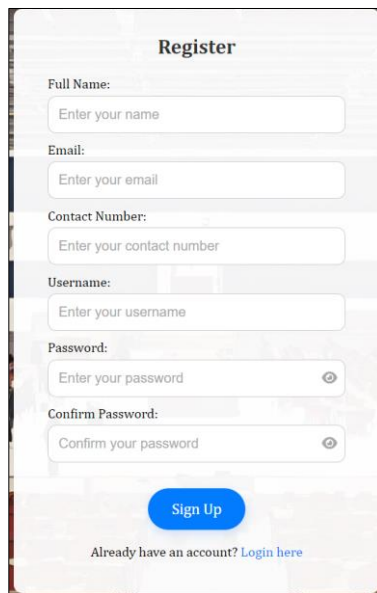 Register
Full Name:
Enter your name
Email:
Enter your email
Contact Number:
Enter your contact number
Username:
Enter your username
Password:
Enter your password
Confirm Password:
Confirm your password
Sign Up
Already have an account? Login here